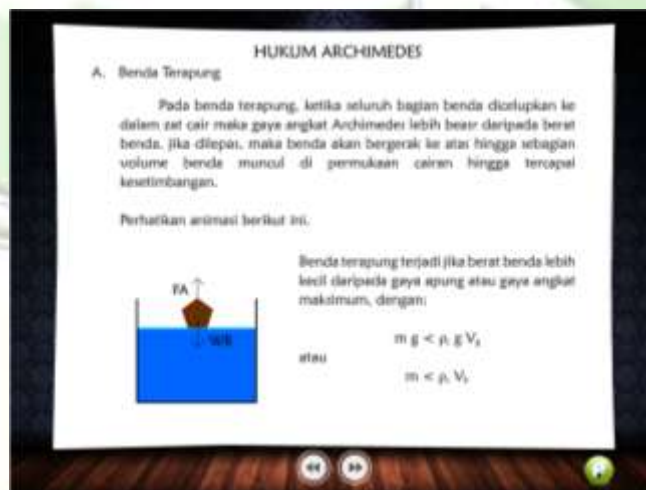 HUKUM ARCHIMEDES
A. Benda Terapung
Pada benda terapung, ketika seluruh bagian benda dicelupkan ke
dalam zat cair maka gaya angkat Archimedes lebih besar daripada berat
benda. Jika dilepas, maka benda akan bergerak ke atas hingga sebagian
volume benda muncul di permukaan cairan hingga tercapai
kesetimbangan.
Perhatikan animasi berikut ini.
Benda terapung terjadi jika berat benda lebih
kecil daripada gaya apung atau gaya angkat
maksimum, dengan:
FA
WB
m g < ρ, g V
atau
m < ρ, V